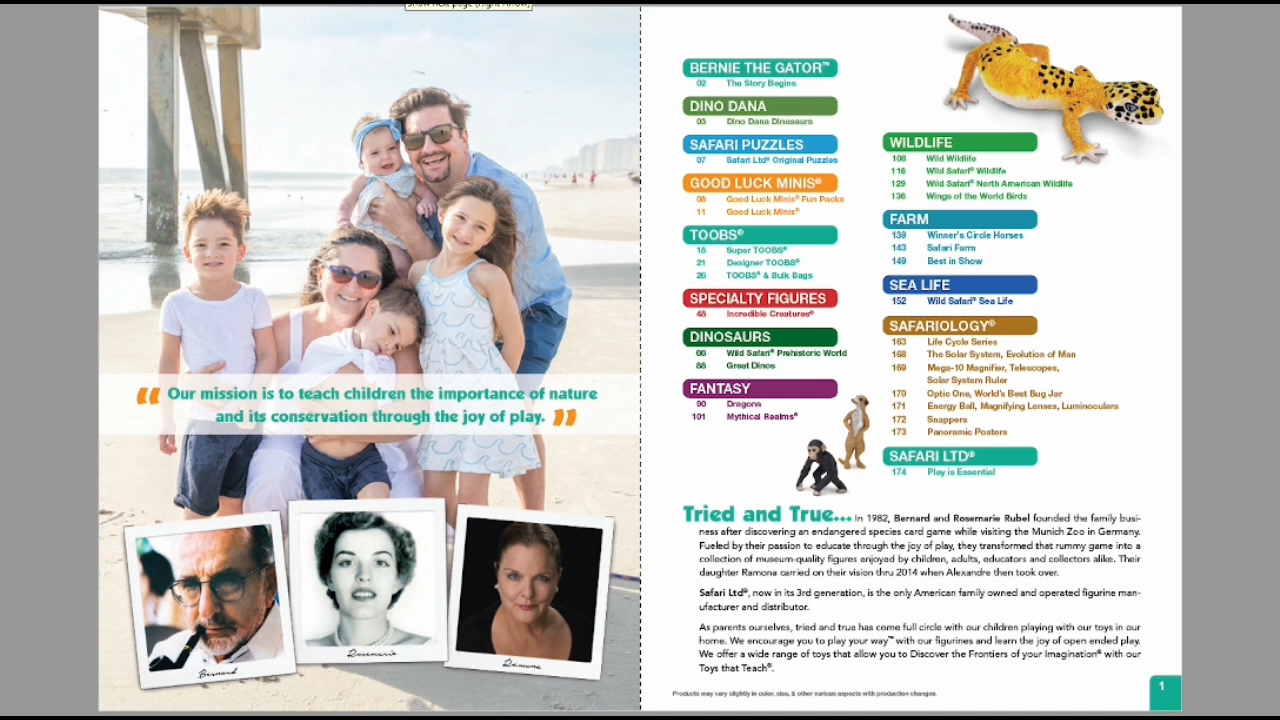 Show next page (Right Arrow)
“ Our mission is to teach children the importance of nature
and its conservation through the joy of play. ”
Bernard
Rosemarie
Ramona
BERNIE THE GATOR™
02 The Story Begins
DINO DANA
03 Dino Dana Dinosaurs
SAFARI PUZZLES
07 Safari Ltd® Original Puzzles
GOOD LUCK MINIS®
08 Good Luck Minis® Fun Packs
11 Good Luck Minis®
TOOBS®
18 Super TOOBS®
21 Designer TOOBS®
26 TOOBS® & Bulk Bags
SPECIALTY FIGURES
48 Incredible Creatures®
DINOSAURS
66 Wild Safari® Prehistoric World
88 Great Dinos
FANTASY
90 Dragons
101 Mythical Realms®
WILDLIFE
108 Wild Wildlife
116 Wild Safari® Wildlife
129 Wild Safari® North American Wildlife
136 Wings of the World Birds
FARM
139 Winner's Circle Horses
143 Safari Farm
149 Best in Show
SEA LIFE
152 Wild Safari® Sea Life
SAFARIOLOGY®
163 Life Cycle Series
168 The Solar System, Evolution of Man
169 Mega-10 Magnifier, Telescopes,
Solar System Ruler
170 Optic One, World's Best Bug Jar
171 Energy Ball, Magnifying Lenses, Luminoculars
172 Snappers
173 Panoramic Posters
SAFARI LTD®
174 Play is Essential
Tried and True... In 1982, Bernard and Rosemarie Rubel founded the family busi-
ness after discovering an endangered species card game while visiting the Munich Zoo in Germany.
Fueled by their passion to educate through the joy of play, they transformed that rummy game into a
collection of museum-quality figures enjoyed by children, adults, educators and collectors alike. Their
daughter Ramona carried on their vision thru 2014 when Alexandre then took over.
Safari Ltd®, now in its 3rd generation, is the only American family owned and operated figurine man-
ufacturer and distributor.
As parents ourselves, tried and true has come full circle with our children playing with our toys in our
home. We encourage you to play your way™ with our figurines and learn the joy of open ended play.
We offer a wide range of toys that allow you to Discover the Frontiers of your Imagination® with our
Toys that Teach®.
Products may vary slightly in color, size, & other various aspects with production changes.
1